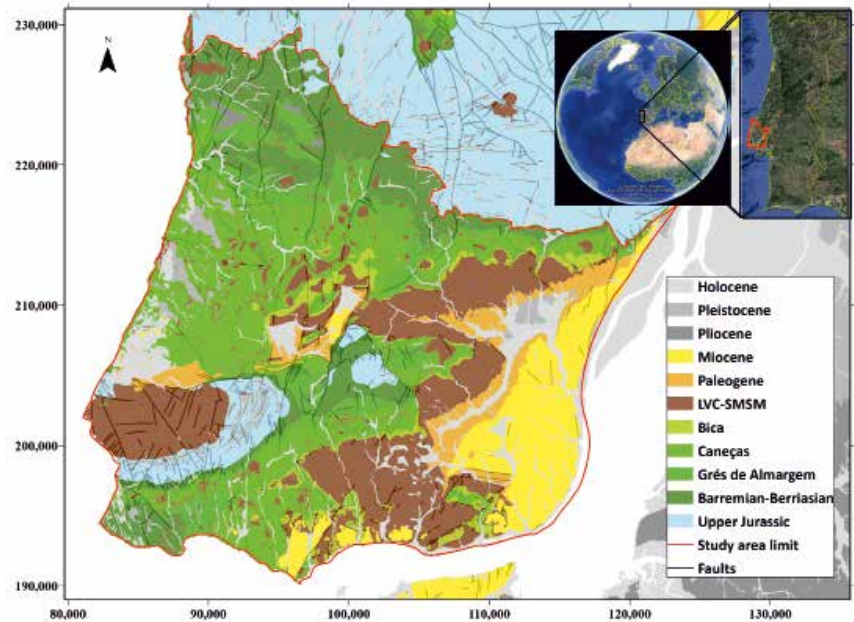 230,000
220,000
210,000
200,000
190,000
N
Holocene
Pleistocene
Pliocene
Miocene
Paleogene
LVC-SMSM
Bica
Caneças
Grés de Almargem
Barremian-Berriasian
Upper Jurassic
Study area limit
Faults
80,000 90,000 100,000 110,000 120,000 130,000